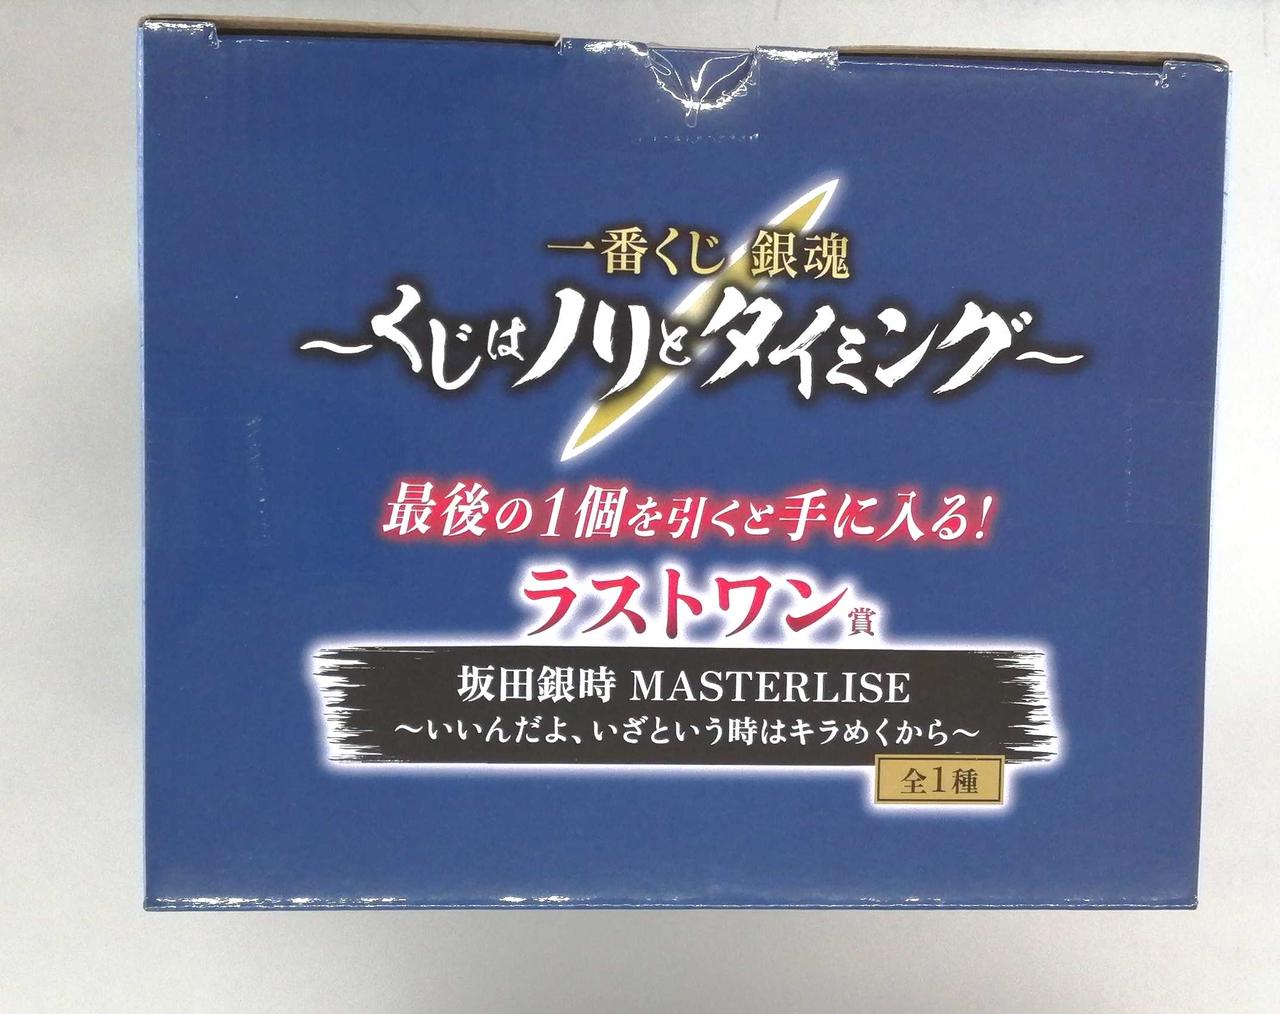 一番くじ 銀魂
～くじはノリとタイミング～
最後の1個を引くと手に入る!
ラストワン賞
坂田銀時 MASTERLISE
～いいんだよ、いざという時はキラめくから～
全1種